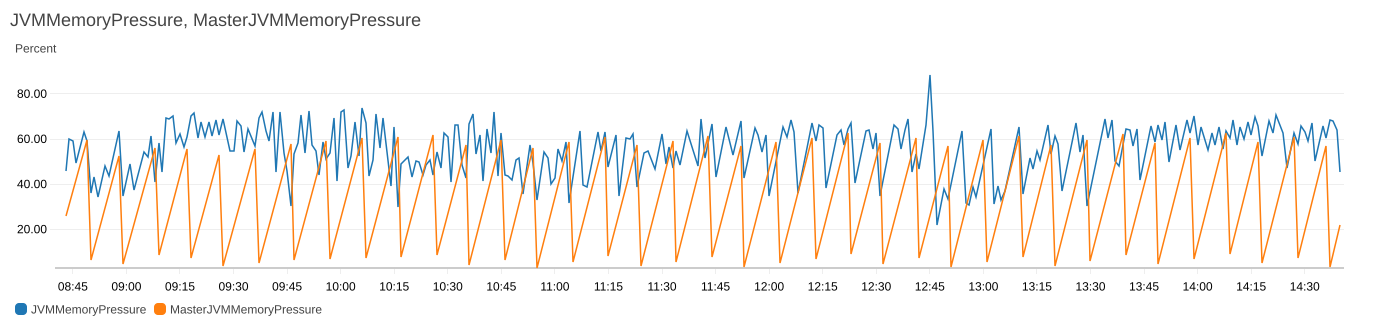 JVMMemoryPressure, MasterJVMMemoryPressure
Percent
80.00
60.00
40.00
20.00
08:45 09:00 09:15 09:30 09:45 10:00 10:15 10:30 10:45 11:00 11:15 11:30 11:45 12:00 12:15 12:30 12:45 13:00 13:15 13:30 13:45 14:00 14:15 14:30
JVMMemoryPressure MasterJVMMemoryPressure